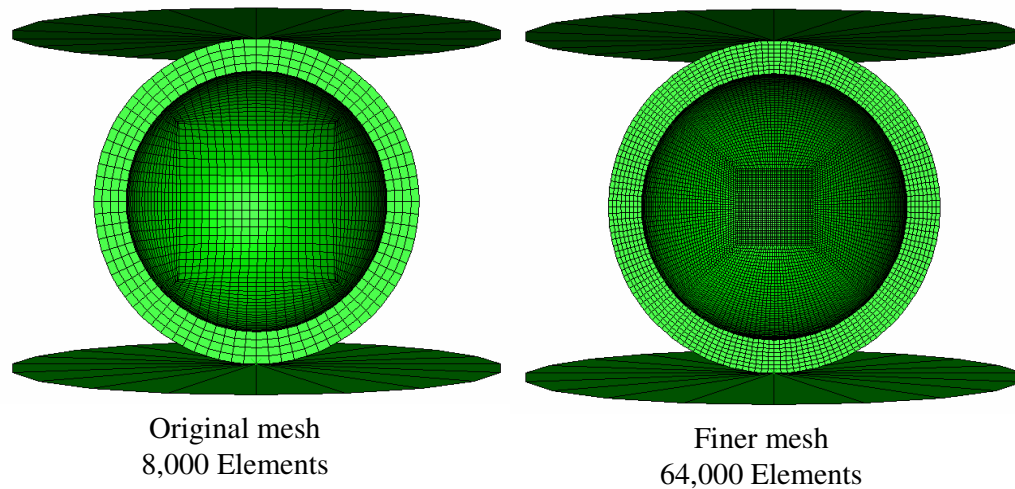 Original mesh
8,000 Elements
Finer mesh
64,000 Elements